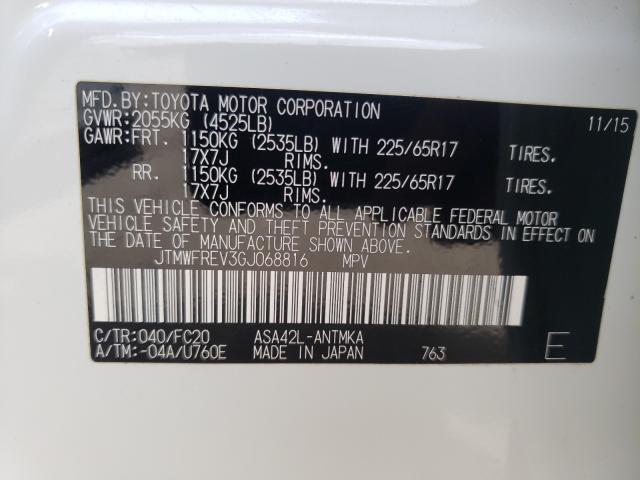 MFD.BY:TOYOTA MOTOR CORPORATION 11/15
GVWR:2055KG (4525LB)
GAWR:FRT. 1150KG (2535LB) WITH 225/65R17 TIRES.
17X7J RIMS.
RR. 1150KG (2535LB) WITH 225/65R17 TIRES.
17X7J RIMS.
THIS VEHICLE CONFORMS TO ALL APPLICABLE FEDERAL MOTOR
VEHICLE SAFETY AND THEFT PREVENTION STANDARDS IN EFFECT ON
THE DATE OF MANUFACTURE SHOWN ABOVE.
JTMWFREV3GJ068816 MPV
C/TR:040/FC20 ASA42L-ANTMKA
A/TM:-04A/U760E MADE IN JAPAN 763 E